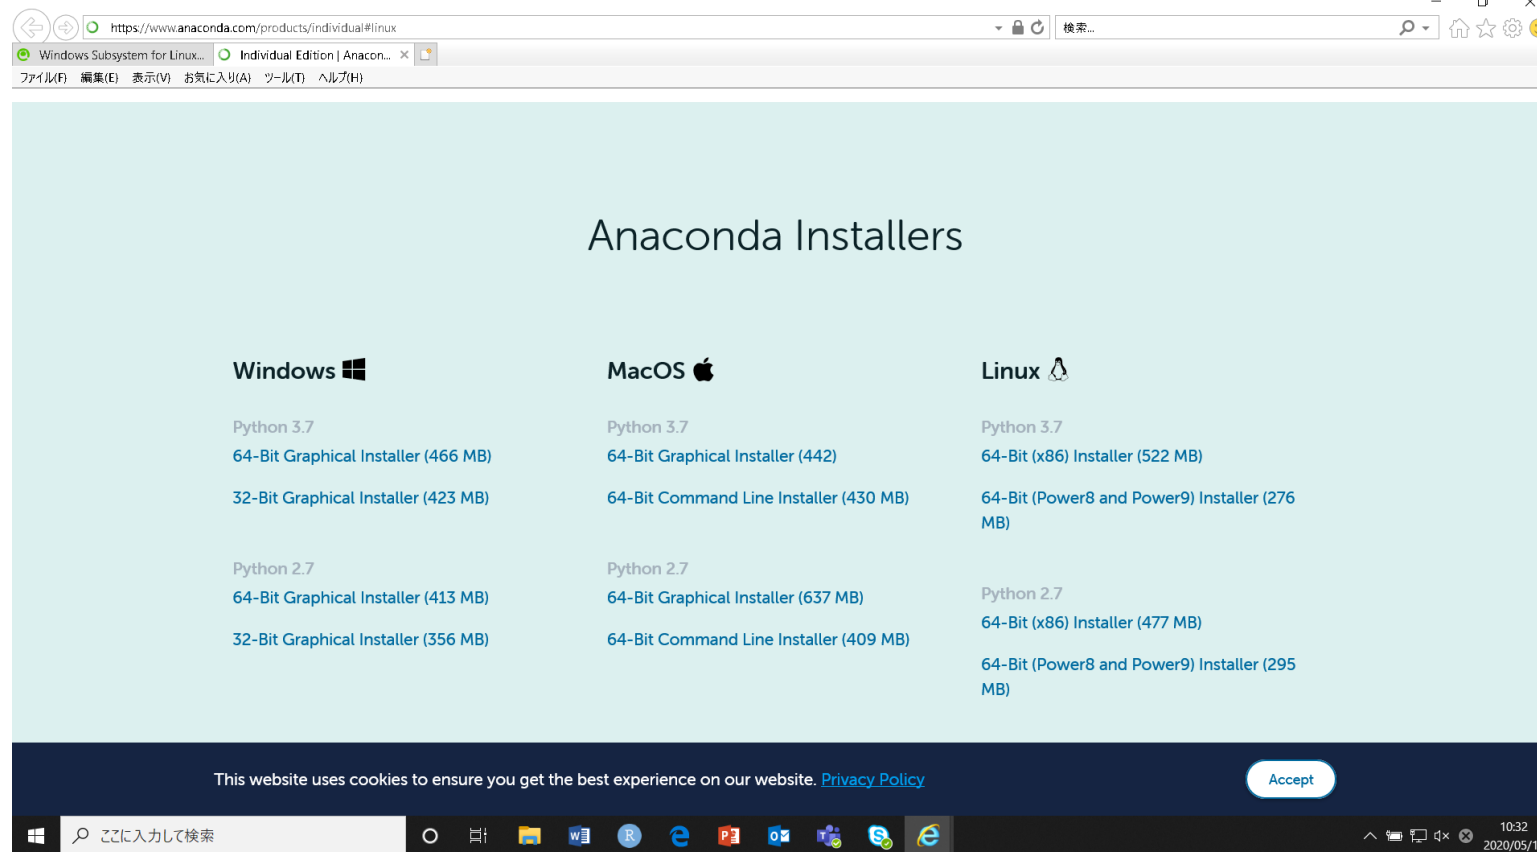 https://www.anaconda.com/products/individual#linux
検索...
Windows Subsystem for Linux...
Individual Edition | Anacon...
ファイル(F) 編集(E) 表示(V) お気に入り(A) ツール(T) ヘルプ(H)
Anaconda Installers
Windows
Python 3.7
64-Bit Graphical Installer (466 MB)
32-Bit Graphical Installer (423 MB)
Python 2.7
64-Bit Graphical Installer (413 MB)
32-Bit Graphical Installer (356 MB)
MacOS
Python 3.7
64-Bit Graphical Installer (442)
64-Bit Command Line Installer (430 MB)
Python 2.7
64-Bit Graphical Installer (637 MB)
64-Bit Command Line Installer (409 MB)
Linux
Python 3.7
64-Bit (x86) Installer (522 MB)
64-Bit (Power8 and Power9) Installer (276
MB)
Python 2.7
64-Bit (x86) Installer (477 MB)
64-Bit (Power8 and Power9) Installer (295
MB)
This website uses cookies to ensure you get the best experience on our website. Privacy Policy
Accept
ここに入力して検索
10:32
2020/05/